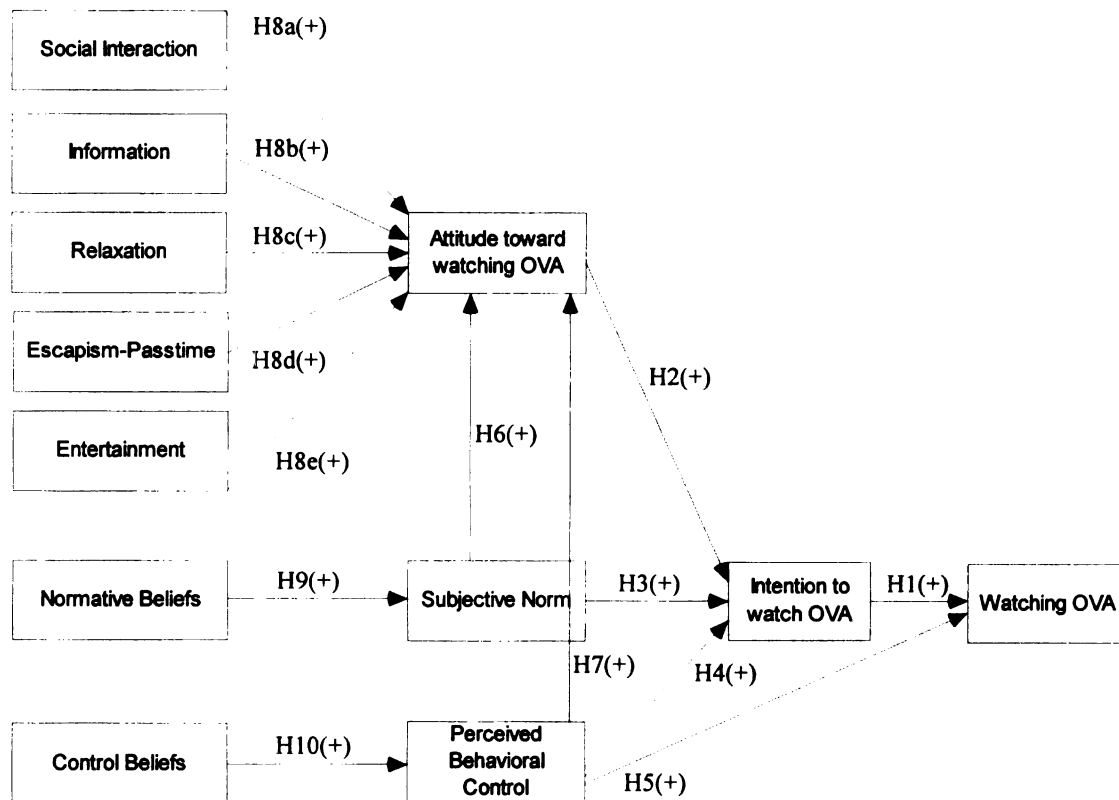 Social Interaction
H8a(+)
Information
H8b(+)
Relaxation
H8c(+)
Attitude toward
watching OVA
Escapism-Passtime
H8d(+)
H2(+)
Entertainment
H8e(+)
H6(+)
Normative Beliefs
H9(+)
Subjective Norm
H3(+)
Intention to
watch OVA
H1(+)
Watching OVA
H7(+)
H4(+)
Control Beliefs
H10(+)
Perceived
Behavioral
Control
H5(+)